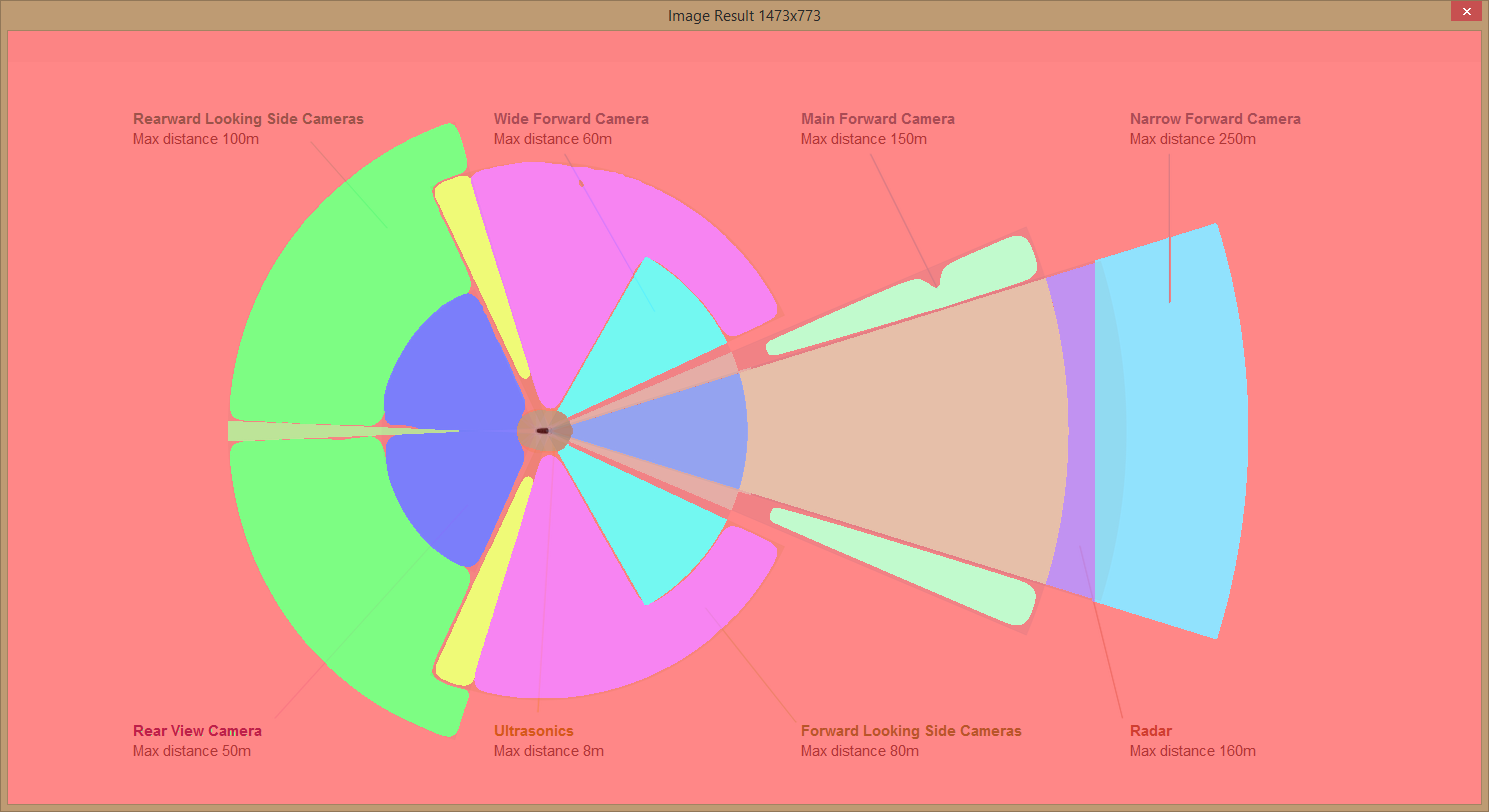 Image Result 1473x773
Rearward Looking Side Cameras
Max distance 100m
Wide Forward Camera
Max distance 60m
Main Forward Camera
Max distance 150m
Narrow Forward Camera
Max distance 250m
Rear View Camera
Max distance 50m
Ultrasonics
Max distance 8m
Forward Looking Side Cameras
Max distance 80m
Radar
Max distance 160m